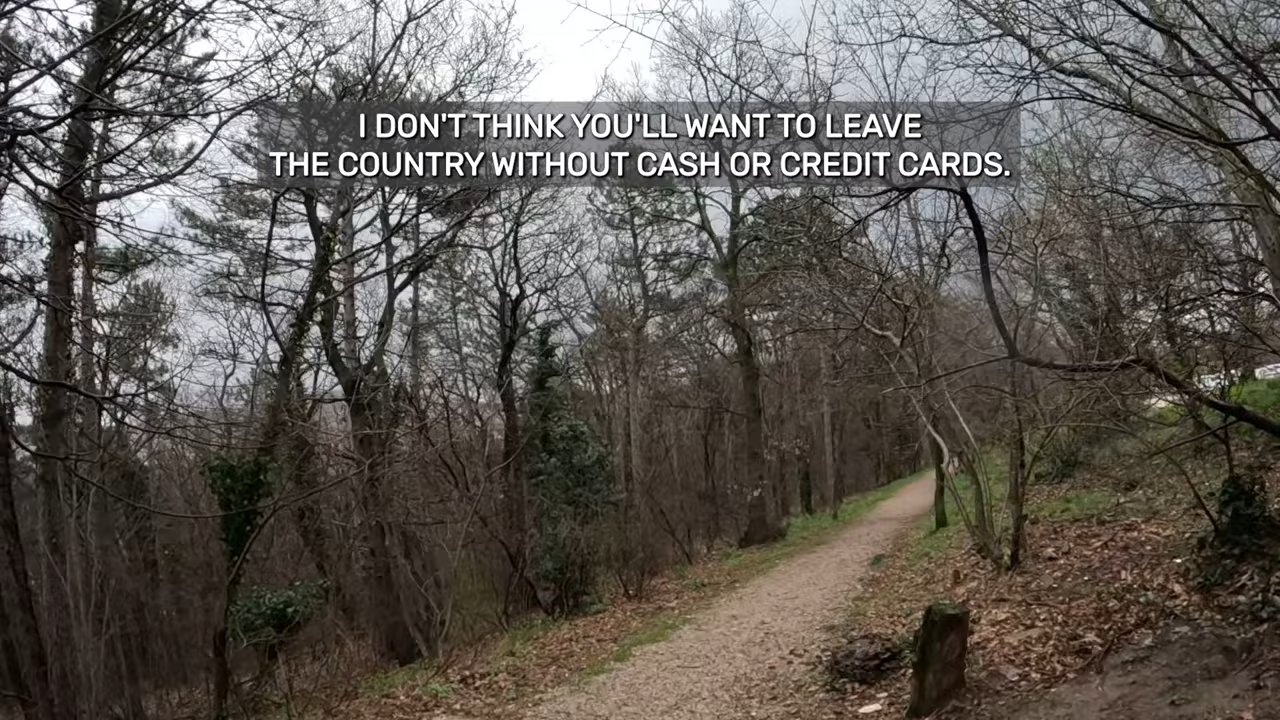 I DON'T THINK YOU'LL WANT TO LEAVE
THE COUNTRY WITHOUT CASH OR CREDIT CARDS.